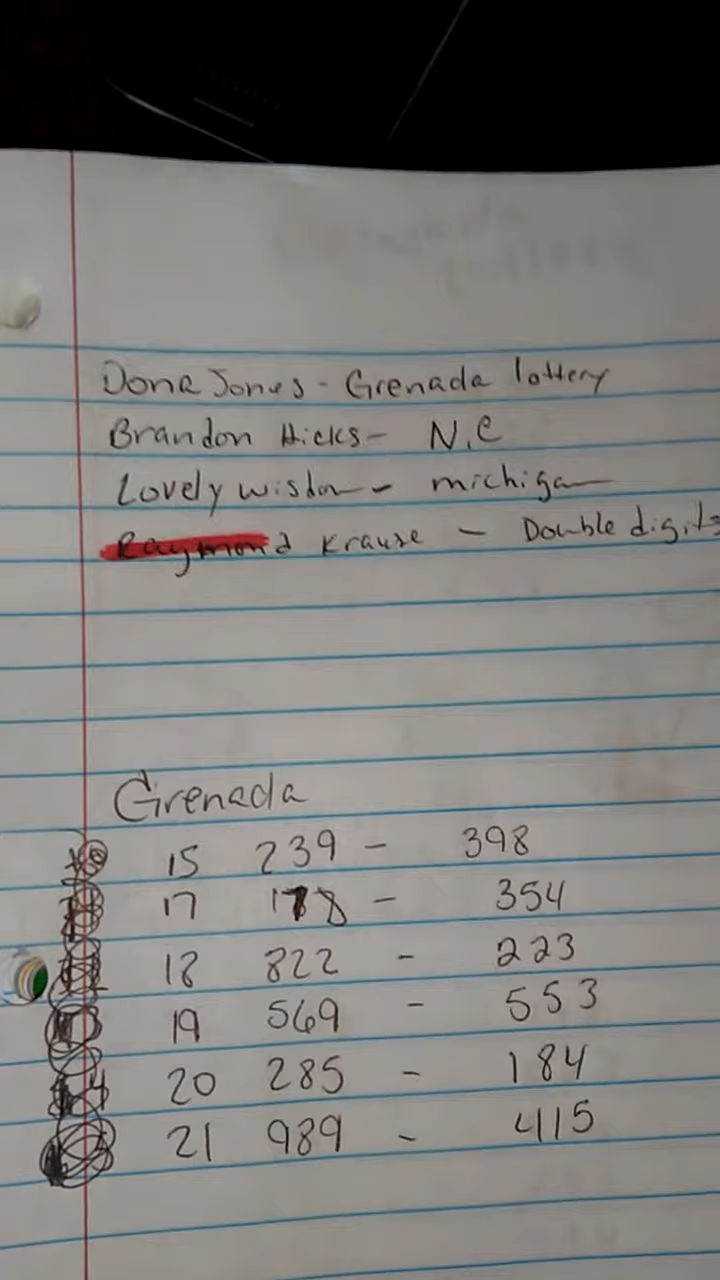 Dona Jones - Grenada lottery
Brandon Hicks - N.C
Lovely wisdom - michigan
Raymond Krause - Double digits
Grenada
15 239 - 398
17 178 - 354
18 822 - 223
19 569 - 553
20 285 - 184
21 989 - 415